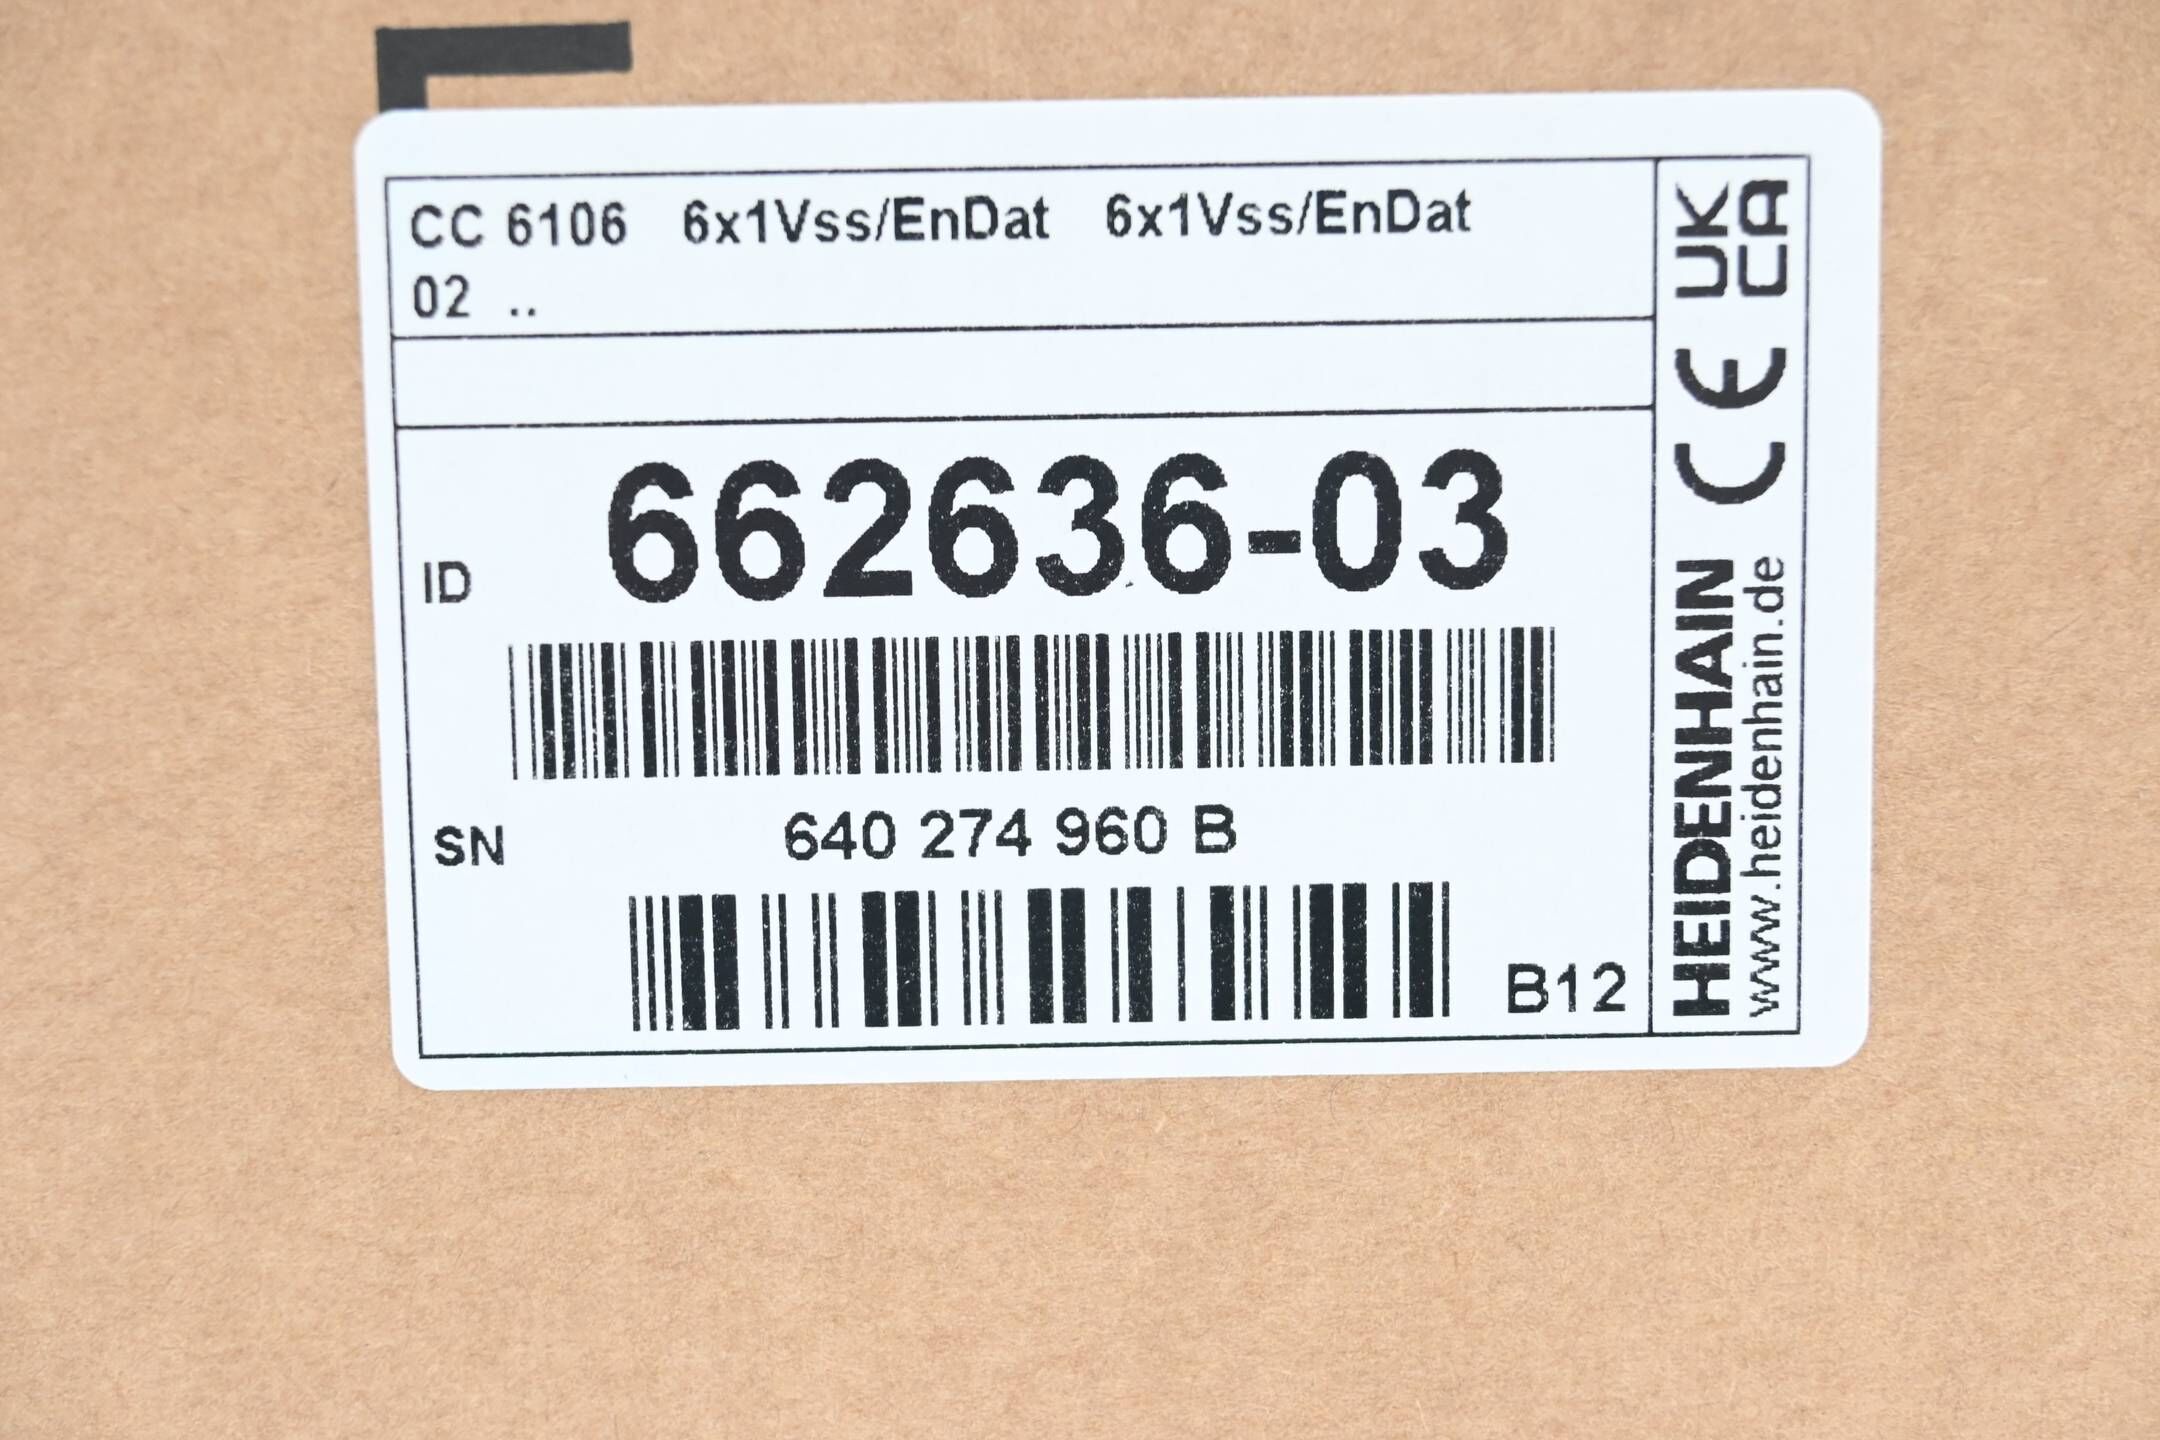 CC 6106 6x1Vss/EnDat 6x1Vss/EnDat
02 ..
ID 662636-03
SN 640 274 960 B
B12
HEIDENHAIN CE UK CA
www.heidenhain.de